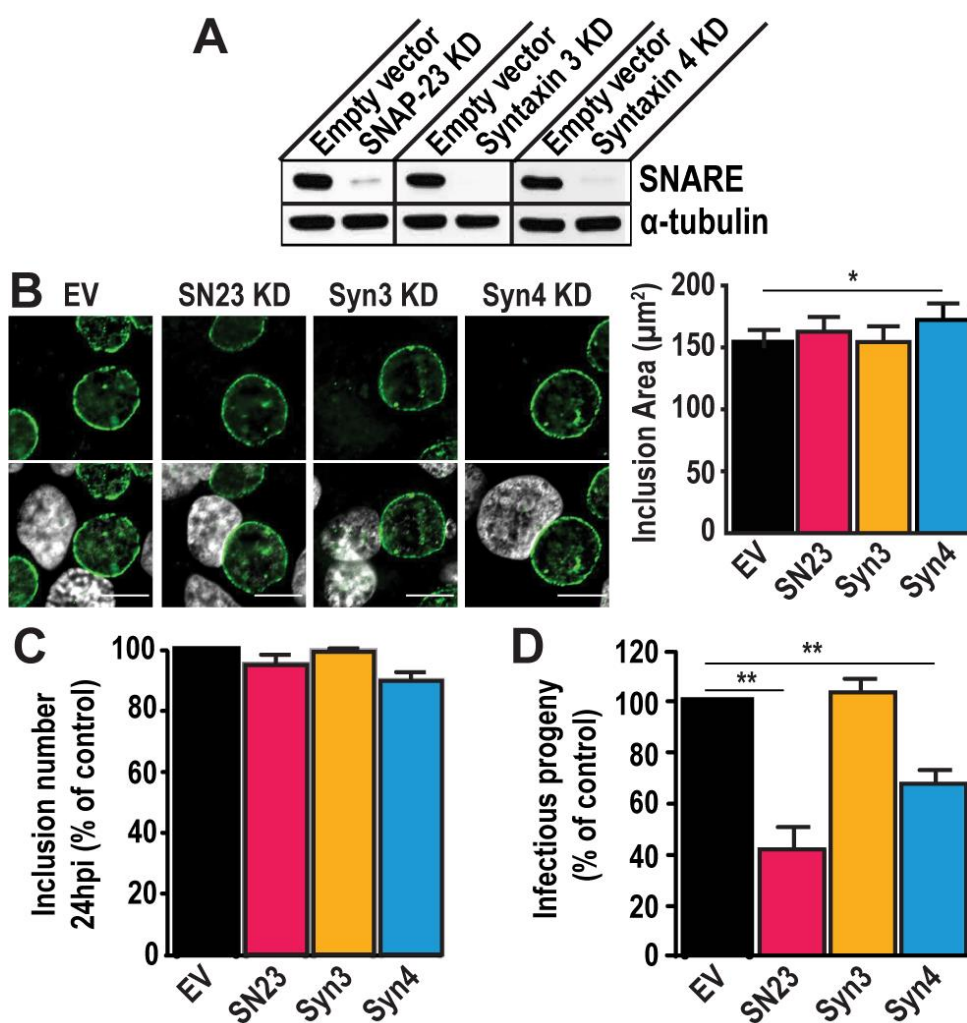 A
Empty vector
SNAP-23 KD
Empty vector
Syntaxin 3 KD
Empty vector
Syntaxin 4 KD
SNARE
α-tubulin
B
EV
SN23 KD
Syn3 KD
Syn4 KD
Inclusion Area (µm²)
200
150
100
50
0
*
EV
SN23
Syn3
Syn4
C
Inclusion number
24hpi (% of control)
100
80
60
40
20
0
EV
SN23
Syn3
Syn4
D
Infectious progeny
(% of control)
120
100
80
60
40
20
0
**
**
EV
SN23
Syn3
Syn4